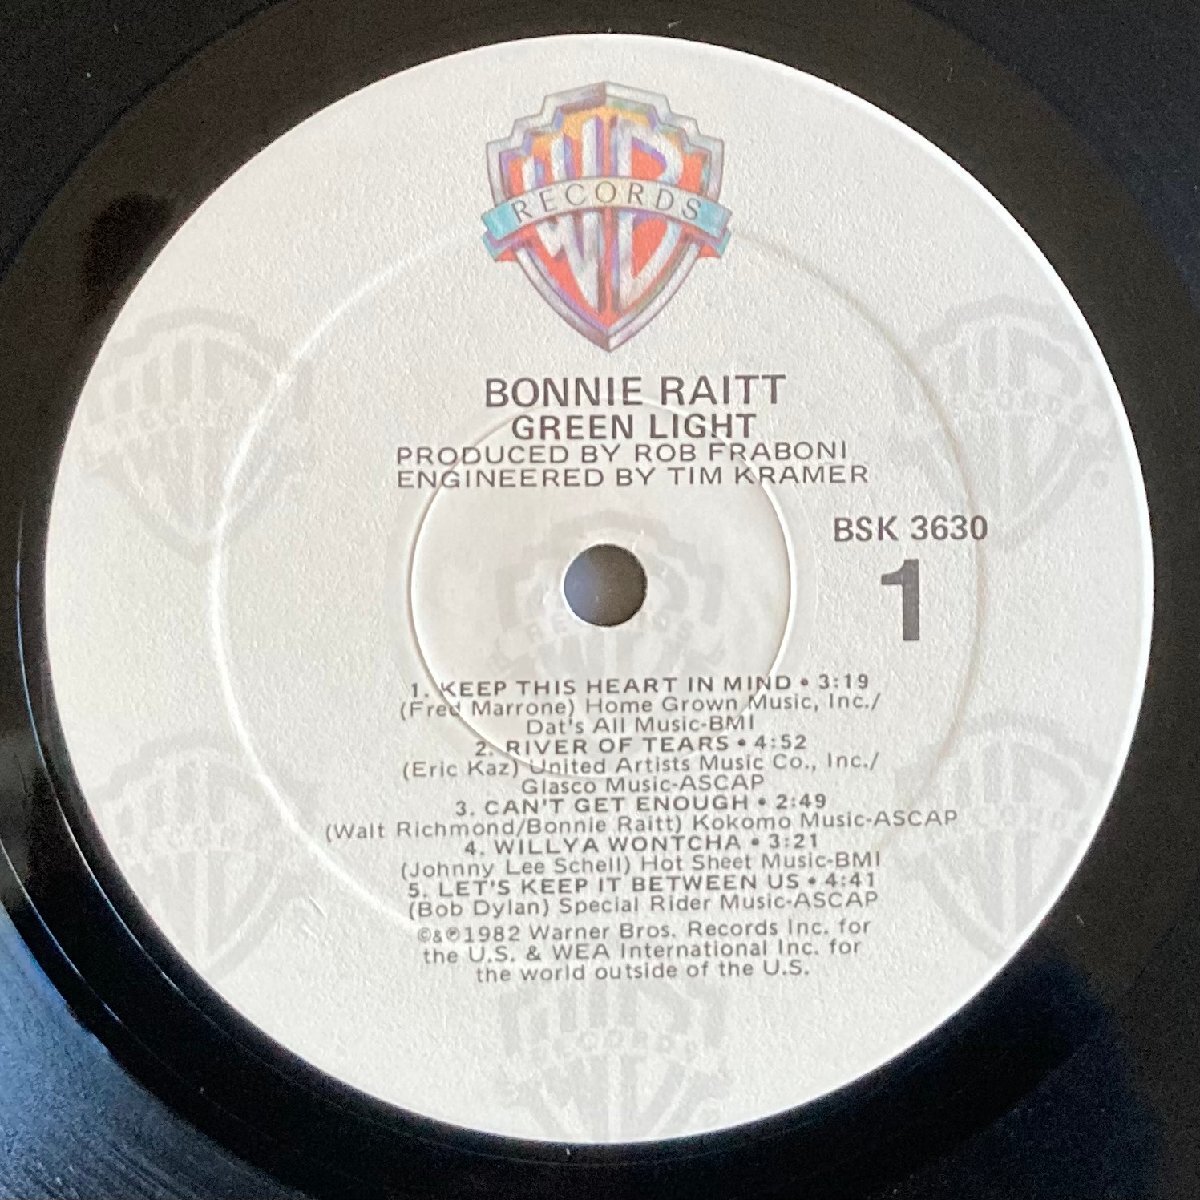 WB
RECORDS
BONNIE RAITT
GREEN LIGHT
PRODUCED BY ROB FRABONI
ENGINEERED BY TIM KRAMER
BSK 3630
1
1. KEEP THIS HEART IN MIND • 3:19
(Fred Marrone) Home Grown Music, Inc./
Dat's All Music-BMI
2. RIVER OF TEARS • 4:52
(Eric Kaz) United Artists Music Co., Inc./
Glasco Music-ASCAP
3. CAN'T GET ENOUGH • 2:49
(Walt Richmond/Bonnie Raitt) Kokomo Music-ASCAP
4. WILLYA WONTCHA • 3:21
(Johnny Lee Schell) Hot Sheet Music-BMI
5. LET'S KEEP IT BETWEEN US • 4:41
(Bob Dylan) Special Rider Music-ASCAP
©&℗1982 Warner Bros. Records Inc. for
the U.S. & WEA International Inc. for
the world outside of the U.S.